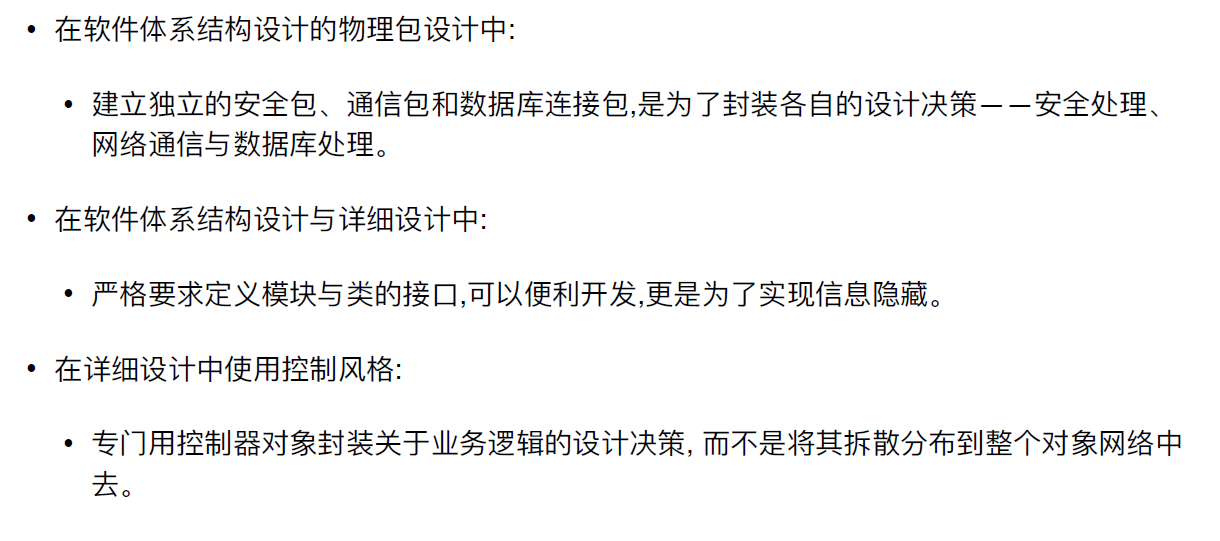 • 在软件体系结构设计的物理包设计中:
• 建立独立的安全包、通信包和数据库连接包,是为了封装各自的设计决策——安全处理、
网络通信与数据库处理。
• 在软件体系结构设计与详细设计中:
• 严格要求定义模块与类的接口,可以便利开发,更是为了实现信息隐藏。
• 在详细设计中使用控制风格:
• 专门用控制器对象封装关于业务逻辑的设计决策, 而不是将其拆散分布到整个对象网络中
去。